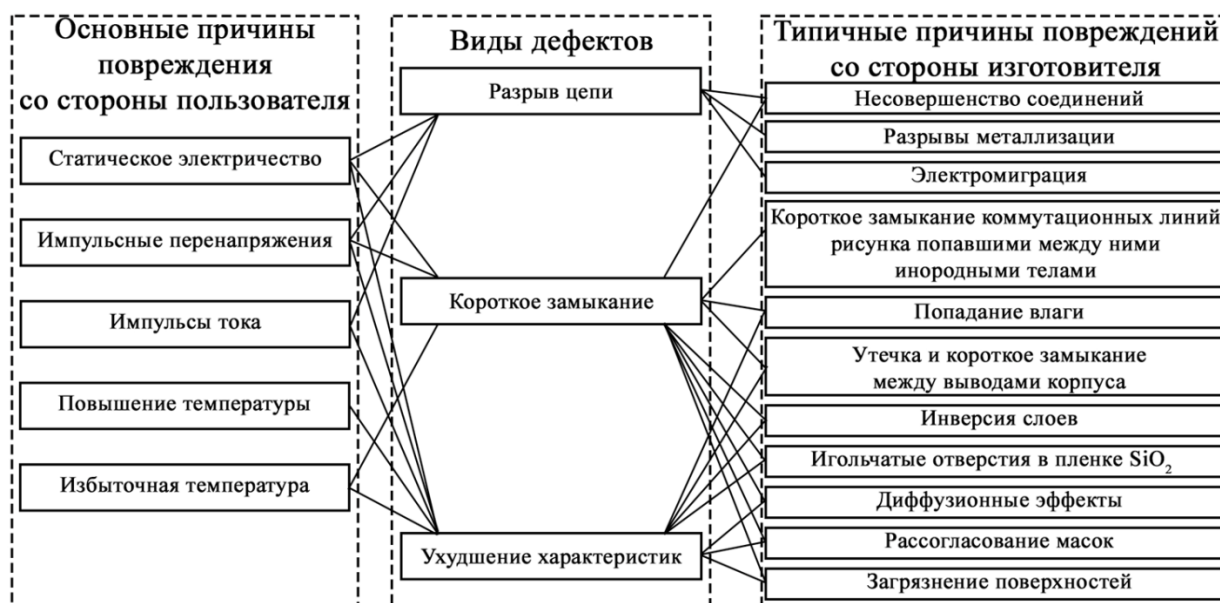 Основные причины
повреждения
со стороны пользователя
Статическое электричество
Импульсные перенапряжения
Импульсы тока
Повышение температуры
Избыточная температура
Виды дефектов
Разрыв цепи
Короткое замыкание
Ухудшение характеристик
Типичные причины повреждений
со стороны изготовителя
Несовершенство соединений
Разрывы металлизации
Электромиграция
Короткое замыкание коммутационных линий
рисунка попавшими между ними
инородными телами
Попадание влаги
Утечка и короткое замыкание
между выводами корпуса
Инверсия слоев
Игольчатые отверстия в пленке SiO₂
Диффузионные эффекты
Рассогласование масок
Загрязнение поверхностей